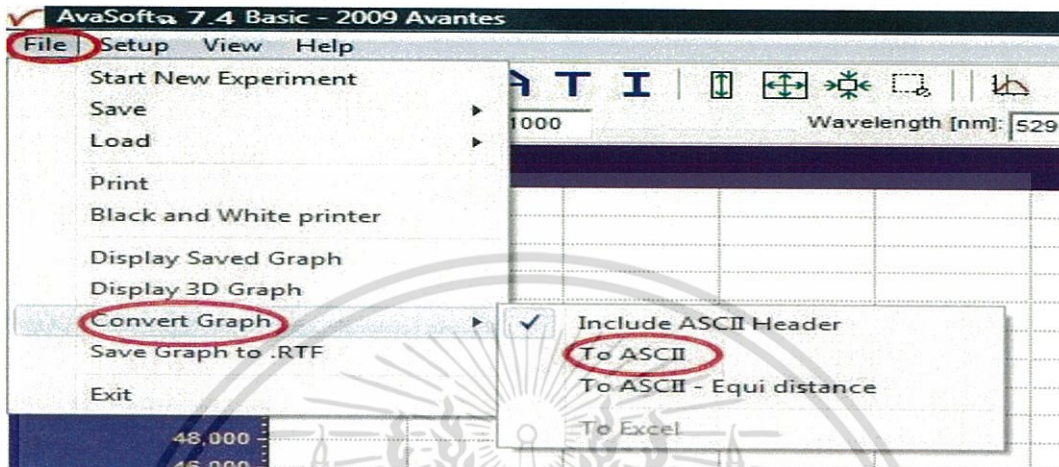 AvaSoft 7.4 Basic - 2009 Avantes
File Setup View Help
Start New Experiment
Save
Load
Print
Black and White printer
Display Saved Graph
Display 3D Graph
Convert Graph
Save Graph to .RTF
Exit
A T I
1000 Wavelength [nm]: 529
Include ASCII Header
To ASCII
To ASCII - Equi distance
To Excel
48,000
46,000